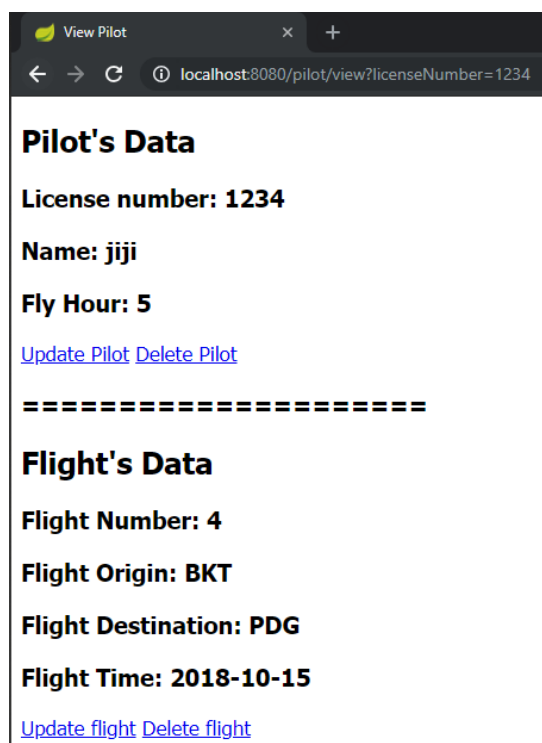 View Pilot
localhost:8080/pilot/view?licenseNumber=1234
Pilot's Data
License number: 1234
Name: jiji
Fly Hour: 5
Update Pilot Delete Pilot
=====================
Flight's Data
Flight Number: 4
Flight Origin: BKT
Flight Destination: PDG
Flight Time: 2018-10-15
Update flight Delete flight